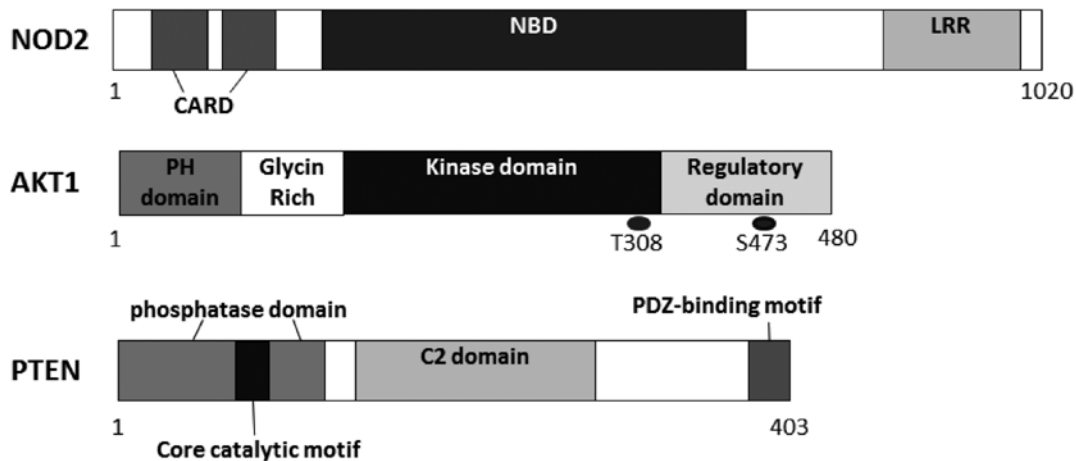 NOD2
NBD
LRR
1
CARD
1020
AKT1
PH
domain
Glycin
Rich
Kinase domain
Regulatory
domain
1
T308
S473
480
phosphatase domain
PDZ-binding motif
PTEN
C2 domain
1
403
Core catalytic motif